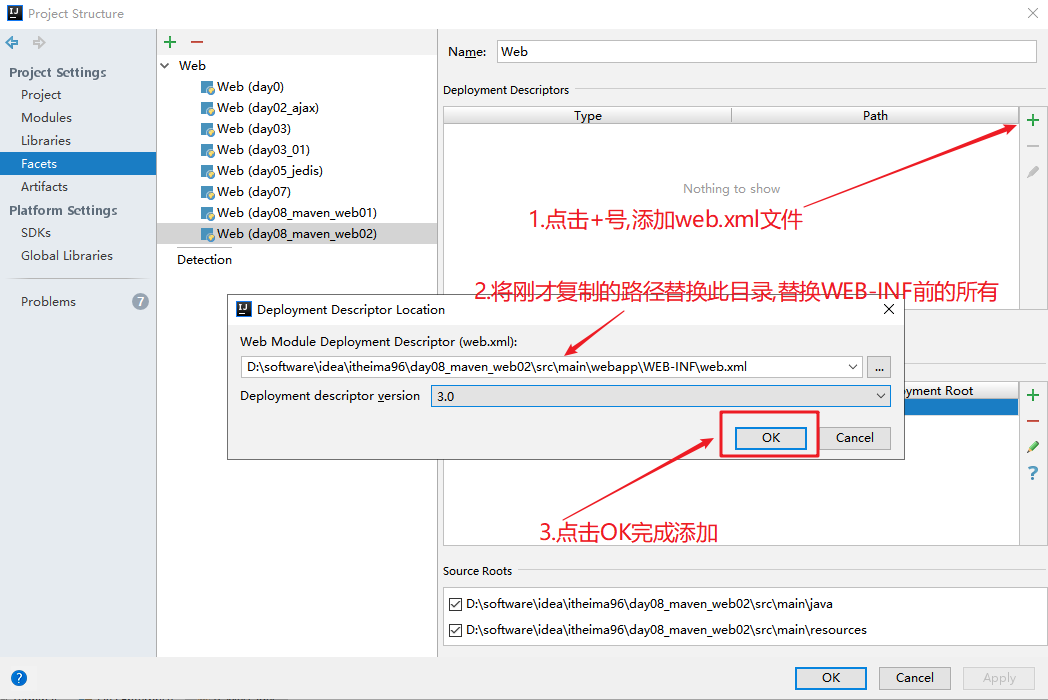 Project Structure
Project Settings
Project
Modules
Libraries
Facets
Artifacts
Platform Settings
SDKs
Global Libraries
Problems
7
Web
Web (day0)
Web (day02_ajax)
Web (day03)
Web (day03_01)
Web (day05_jedis)
Web (day07)
Web (day08_maven_web01)
Web (day08_maven_web02)
Detection
Name: Web
Deployment Descriptors
Type Path
Nothing to show
1.点击+号,添加web.xml文件
2.将刚才复制的路径替换此目录,替换WEB-INF前的所有
Deployment Descriptor Location
Web Module Deployment Descriptor (web.xml):
D:\software\idea\itheima96\day08_maven_web02\src\main\webapp\WEB-INF\web.xml
...
Deployment descriptor version 3.0
OK Cancel
yment Root
3.点击OK完成添加
Source Roots
D:\software\idea\itheima96\day08_maven_web02\src\main\java
D:\software\idea\itheima96\day08_maven_web02\src\main\resources
OK Cancel Apply